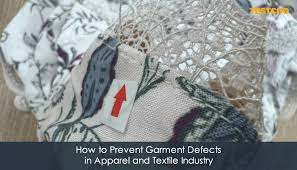 How to Prevent Garment Defects
in Apparel and Textile Industry